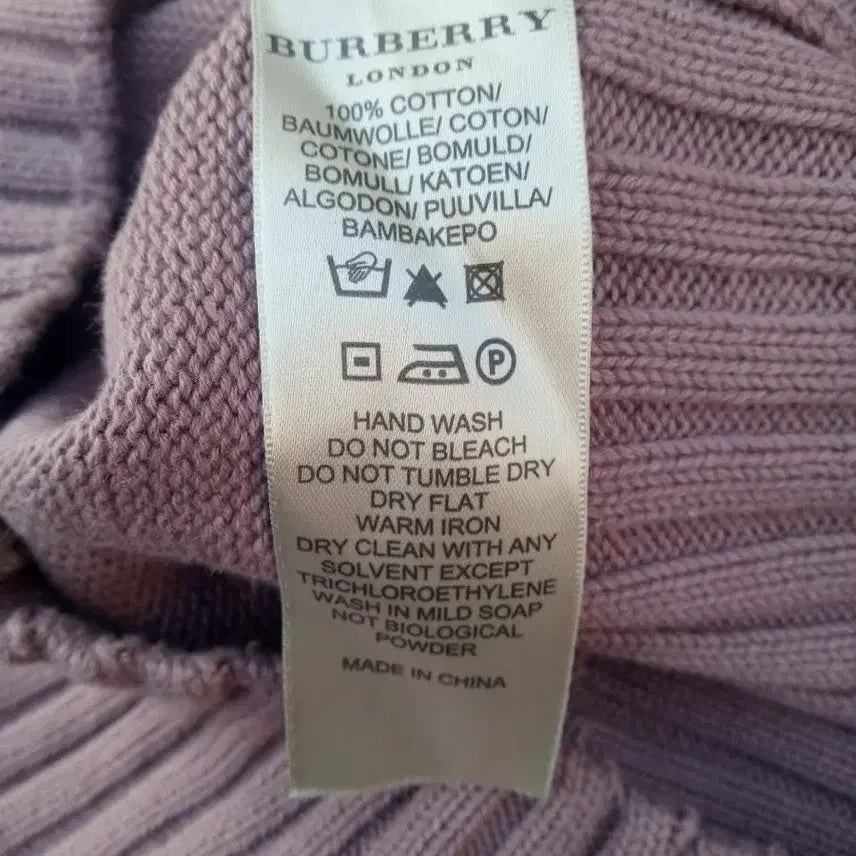 BURBERRY
LONDON
100% COTTON/
BAUMWOLLE/ COTON/
COTONE/ BOMULD/
BOMULL/ KATOEN/
ALGODON/ PUUVILLA/
BAMBAKEPO
P
HAND WASH
DO NOT BLEACH
DO NOT TUMBLE DRY
DRY FLAT
WARM IRON
DRY CLEAN WITH ANY
SOLVENT EXCEPT
TRICHLOROETHYLENE
WASH IN MILD SOAP
NOT BIOLOGICAL
POWDER
MADE IN CHINA